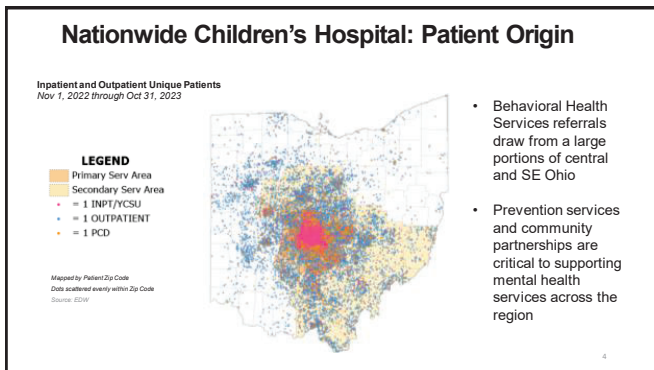 Nationwide Children's Hospital: Patient Origin
Inpatient and Outpatient Unique Patients
Nov 1, 2022 through Oct 31, 2023
LEGEND
Primary Serv Area
Secondary Serv Area
= 1 INPT/YCSU
= 1 OUTPATIENT
= 1 PCD
Mapped by Patient Zip Code
Dots scattered evenly within Zip Code
Source: EDW
• Behavioral Health
Services referrals
draw from a large
portions of central
and SE Ohio
• Prevention services
and community
partnerships are
critical to supporting
mental health
services across the
region
4